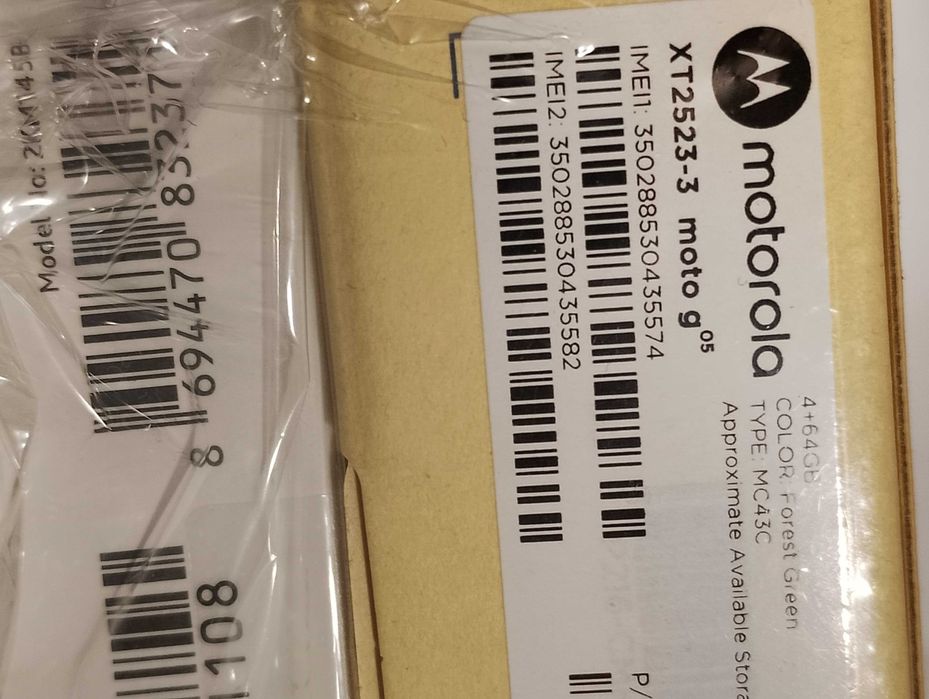 motorola
4+64GB
COLOR: Forest Green
TYPE: MC43C
Approximate Available
XT2523-3 moto g05
IMEI1: 350288530435574
IMEI2: 350288530435582
P/
8 694470 85237
108